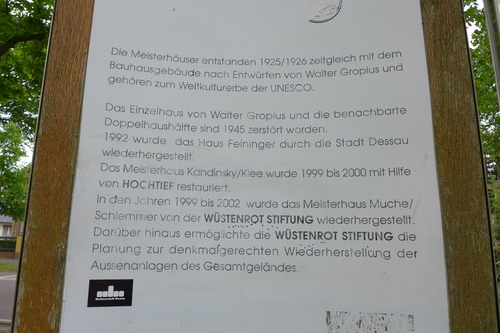 Die Meisterhäuser entstanden 1925/1926 zeitgleich mit dem
Bauhausgebäude nach Entwürfen von Walter Gropius und
gehören zum Weltkulturerbe der UNESCO.
Das Einzelhaus von Walter Gropius und die benachbarte
Doppelhaushälfte sind 1945 zerstört worden.
1992 wurde das Haus Feininger durch die Stadt Dessau
wiederhergestellt.
Das Meisterhaus Kandinsky/Klee wurde 1999 bis 2000 mit Hilfe
von HOCHTIEF restauriert.
In den Jahren 1999 bis 2002 wurde das Meisterhaus Muche/
Schlemmer von der WÜSTENROT STIFTUNG wiederhergestellt.
Darüber hinaus ermöglichte die WÜSTENROT STIFTUNG die
Planung zur denkmalgerechten Wiederherstellung der
Aussenanlagen des Gesamtgeländes.